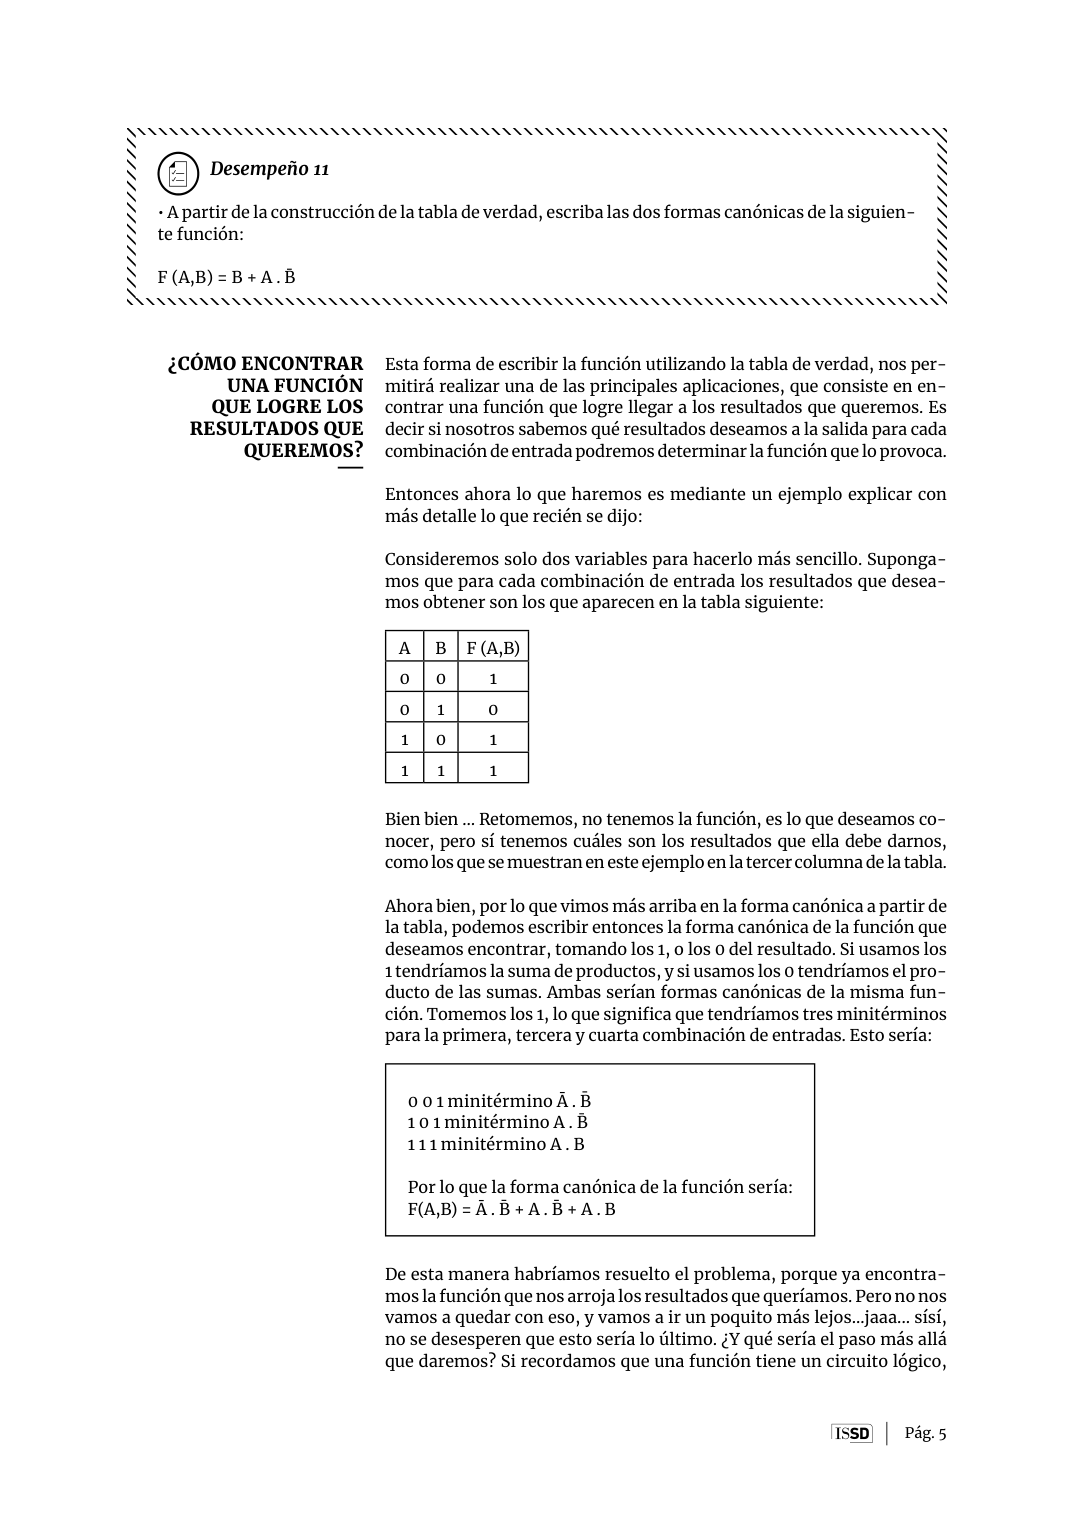 Desempeño 11
• A partir de la construcción de la tabla de verdad, escriba las dos formas canónicas de la siguien-
te función:
F (A,B) = B + A . B̄
¿CÓMO ENCONTRAR
UNA FUNCIÓN
QUE LOGRE LOS
RESULTADOS QUE
QUEREMOS?
Esta forma de escribir la función utilizando la tabla de verdad, nos per-
mitirá realizar una de las principales aplicaciones, que consiste en en-
contrar una función que logre llegar a los resultados que queremos. Es
decir si nosotros sabemos qué resultados deseamos a la salida para cada
combinación de entrada podremos determinar la función que lo provoca.
Entonces ahora lo que haremos es mediante un ejemplo explicar con
más detalle lo que recién se dijo:
Consideremos solo dos variables para hacerlo más sencillo. Suponga-
mos que para cada combinación de entrada los resultados que desea-
mos obtener son los que aparecen en la tabla siguiente:
A B F (A,B)
0 0 1
0 1 0
1 0 1
1 1 1
Bien bien ... Retomemos, no tenemos la función, es lo que deseamos co-
nocer, pero sí tenemos cuáles son los resultados que ella debe darnos,
como los que se muestran en este ejemplo en la tercer columna de la tabla.
Ahora bien, por lo que vimos más arriba en la forma canónica a partir de
la tabla, podemos escribir entonces la forma canónica de la función que
deseamos encontrar, tomando los 1, o los 0 del resultado. Si usamos los
1 tendríamos la suma de productos, y si usamos los 0 tendríamos el pro-
ducto de las sumas. Ambas serían formas canónicas de la misma fun-
ción. Tomemos los 1, lo que significa que tendríamos tres minitérminos
para la primera, tercera y cuarta combinación de entradas. Esto sería:
0 0 1 minitérmino Ā . B̄
1 0 1 minitérmino A . B̄
1 1 1 minitérmino A . B
Por lo que la forma canónica de la función sería:
F(A,B) = Ā . B̄ + A . B̄ + A . B
De esta manera habríamos resuelto el problema, porque ya encontra-
mos la función que nos arroja los resultados que queríamos. Pero no nos
vamos a quedar con eso, y vamos a ir un poquito más lejos...jaaa... sísí,
no se desesperen que esto sería lo último. ¿Y qué sería el paso más allá
que daremos? Si recordamos que una función tiene un circuito lógico,
ISSD Pág. 5